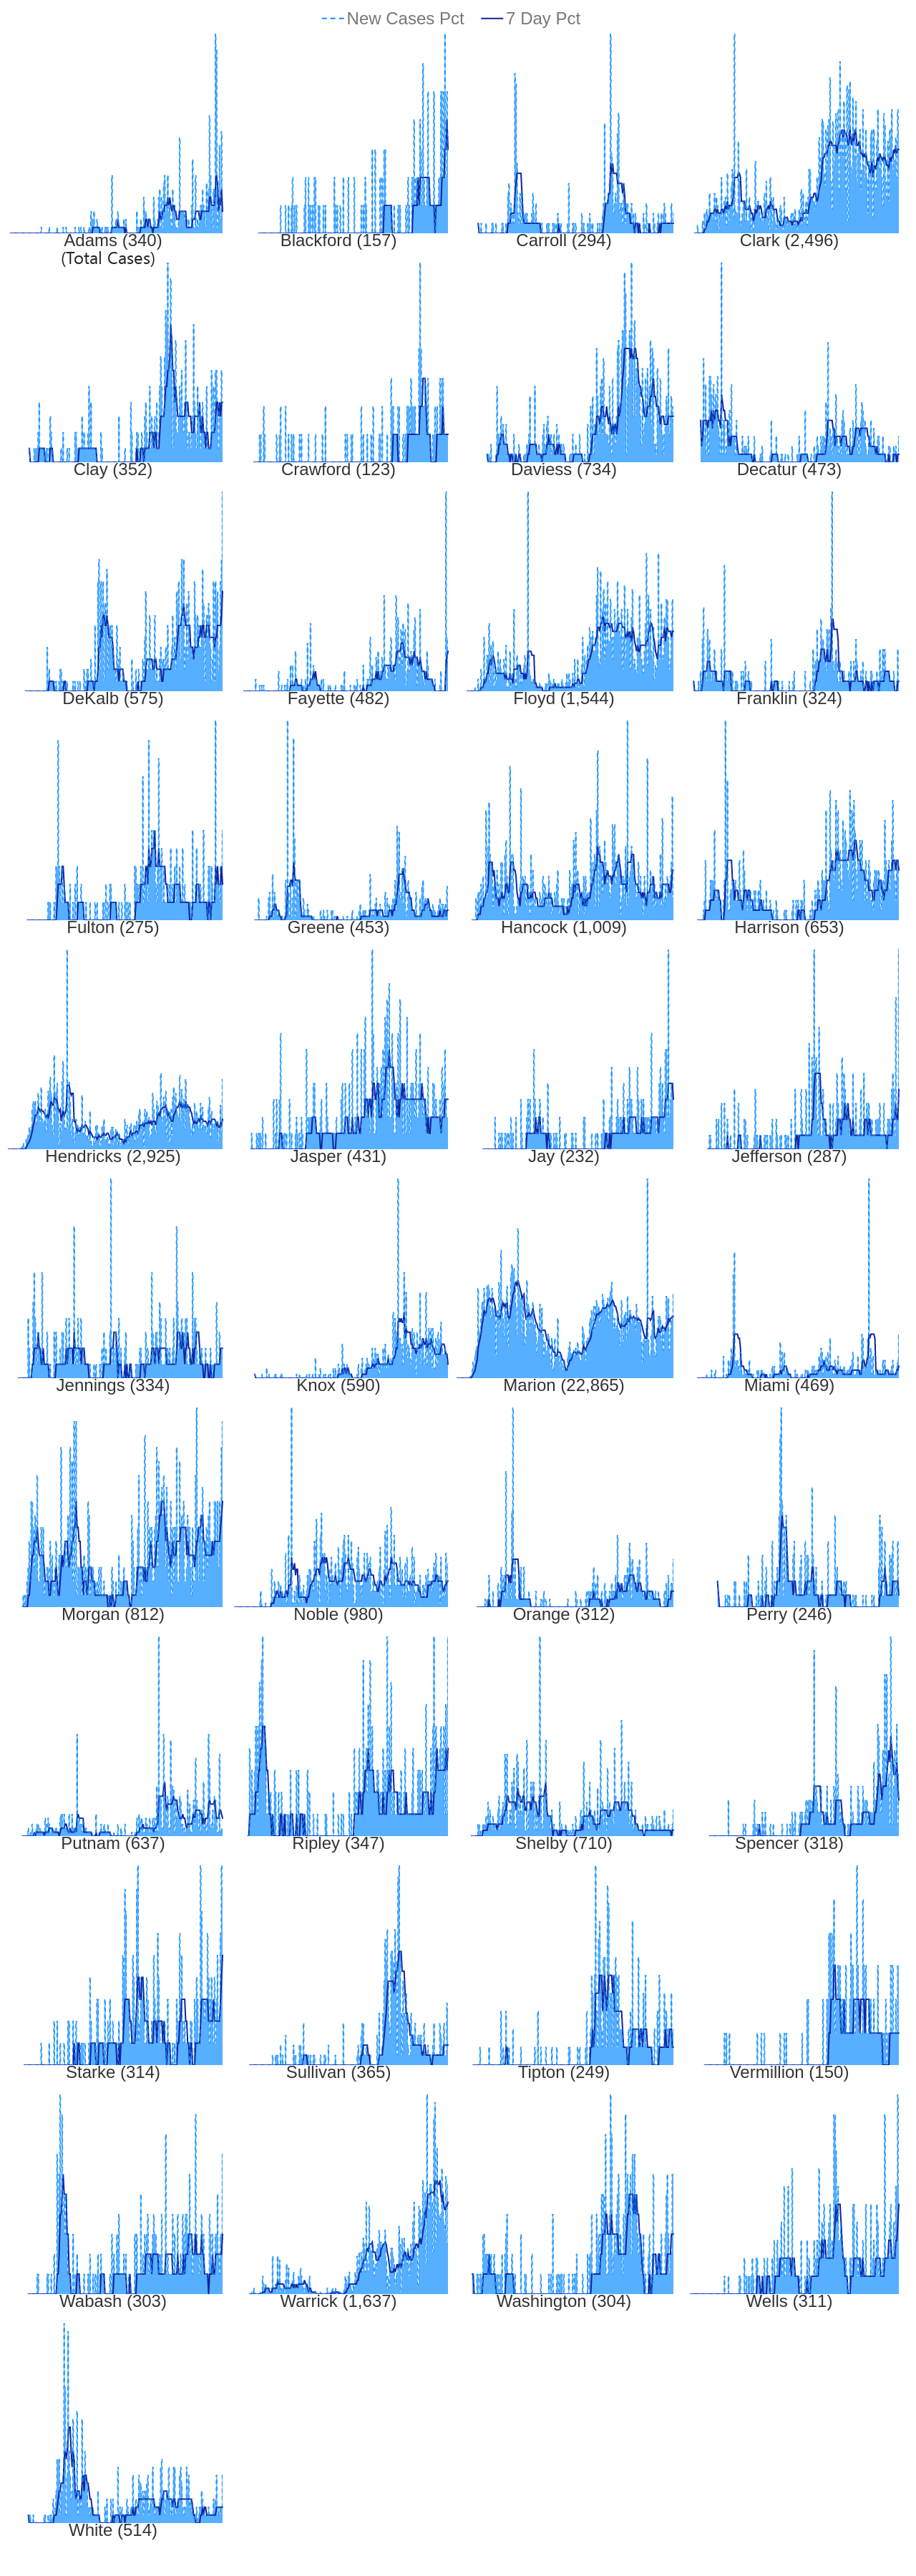 New Cases Pct 7 Day Pct
Adams (340) Blackford (157) Carroll (294) Clark (2,496)
(Total Cases)
Clay (352) Crawford (123) Daviess (734) Decatur (473)
DeKalb (575) Fayette (482) Floyd (1,544) Franklin (324)
Fulton (275) Greene (453) Hancock (1,009) Harrison (653)
Hendricks (2,925) Jasper (431) Jay (232) Jefferson (287)
Jennings (334) Knox (590) Marion (22,865) Miami (469)
Morgan (812) Noble (980) Orange (312) Perry (246)
Putnam (637) Ripley (347) Shelby (710) Spencer (318)
Starke (314) Sullivan (365) Tipton (249) Vermillion (150)
Wabash (303) Warrick (1,637) Washington (304) Wells (311)
White (514)